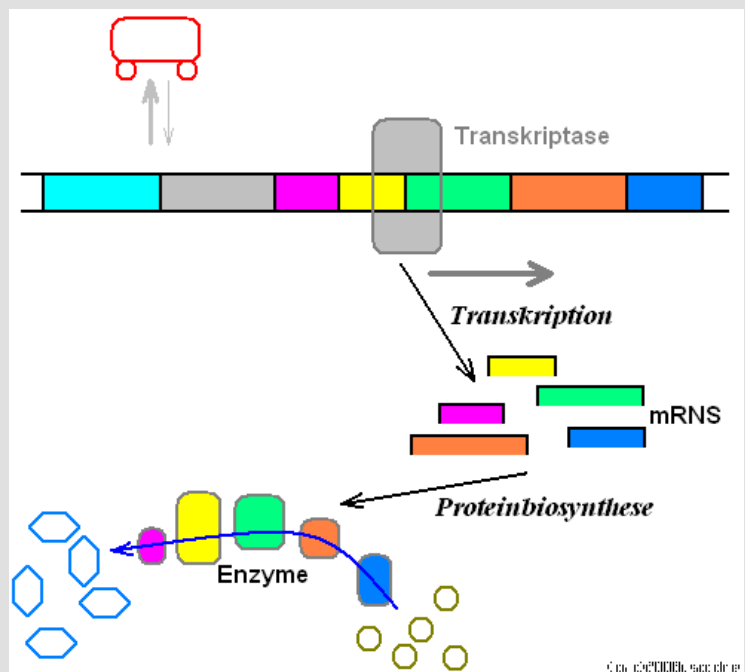 Transkriptase
Transkription
mRNS
Proteinbiosynthese
Enzyme